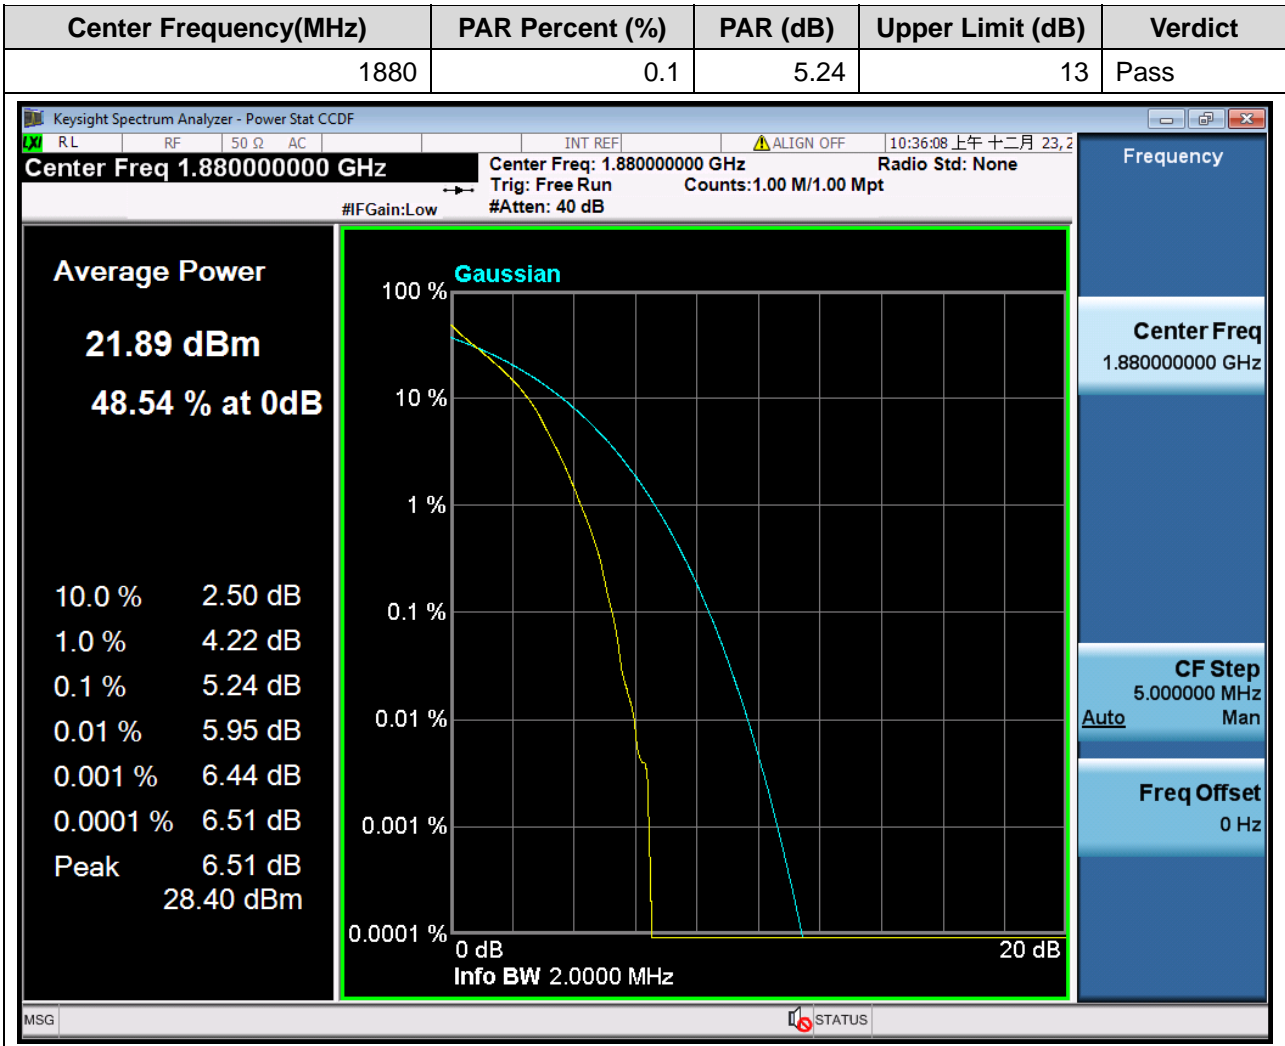 Center Frequency(MHz) PAR Percent (%) PAR (dB) Upper Limit (dB) Verdict
1880 0.1 5.24 13 Pass
Keysight Spectrum Analyzer - Power Stat CCDF
LXI RL RF 50 Ω AC INT REF ALIGN OFF 10:36:08 上午 十二月 23, 2
Center Freq 1.880000000 GHz
Center Freq: 1.880000000 GHz Radio Std: None
Trig: Free Run Counts:1.00 M/1.00 Mpt
#IFGain:Low #Atten: 40 dB
Average Power
21.89 dBm
48.54 % at 0dB
10.0 % 2.50 dB
1.0 % 4.22 dB
0.1 % 5.24 dB
0.01 % 5.95 dB
0.001 % 6.44 dB
0.0001 % 6.51 dB
Peak 6.51 dB
28.40 dBm
Gaussian
100 %
10 %
1 %
0.1 %
0.01 %
0.001 %
0.0001 %
0 dB 20 dB
Info BW 2.0000 MHz
Frequency
Center Freq
1.880000000 GHz
CF Step
5.000000 MHz
Auto Man
Freq Offset
0 Hz
MSG STATUS